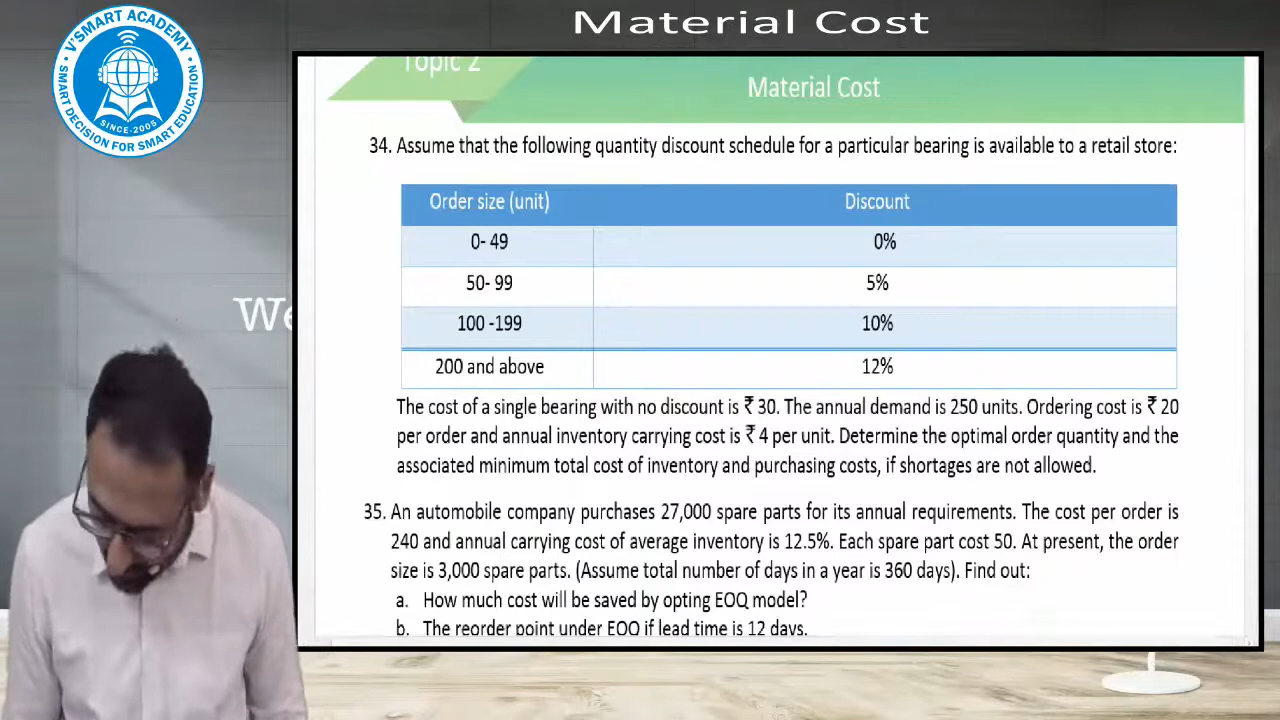 Material Cost
V'SMART ACADEMY
SINCE-2005
SMART DECISION FOR SMART EDUCATION
Topic 2
Material Cost
34. Assume that the following quantity discount schedule for a particular bearing is available to a retail store:
Order size (unit) Discount
0- 49 0%
50- 99 5%
100 -199 10%
200 and above 12%
The cost of a single bearing with no discount is ₹ 30. The annual demand is 250 units. Ordering cost is ₹ 20
per order and annual inventory carrying cost is ₹ 4 per unit. Determine the optimal order quantity and the
associated minimum total cost of inventory and purchasing costs, if shortages are not allowed.
We
35. An automobile company purchases 27,000 spare parts for its annual requirements. The cost per order is
240 and annual carrying cost of average inventory is 12.5%. Each spare part cost 50. At present, the order
size is 3,000 spare parts. (Assume total number of days in a year is 360 days). Find out:
a. How much cost will be saved by opting EOQ model?
b. The reorder point under EOQ if lead time is 12 days.